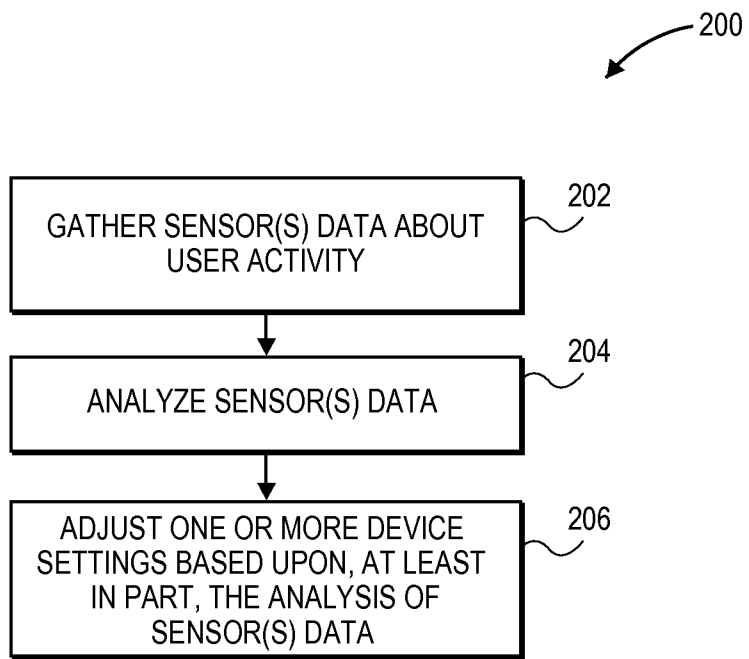 200
GATHER SENSOR(S) DATA ABOUT
USER ACTIVITY
202
ANALYZE SENSOR(S) DATA
204
ADJUST ONE OR MORE DEVICE
SETTINGS BASED UPON, AT LEAST
IN PART, THE ANALYSIS OF
SENSOR(S) DATA
206